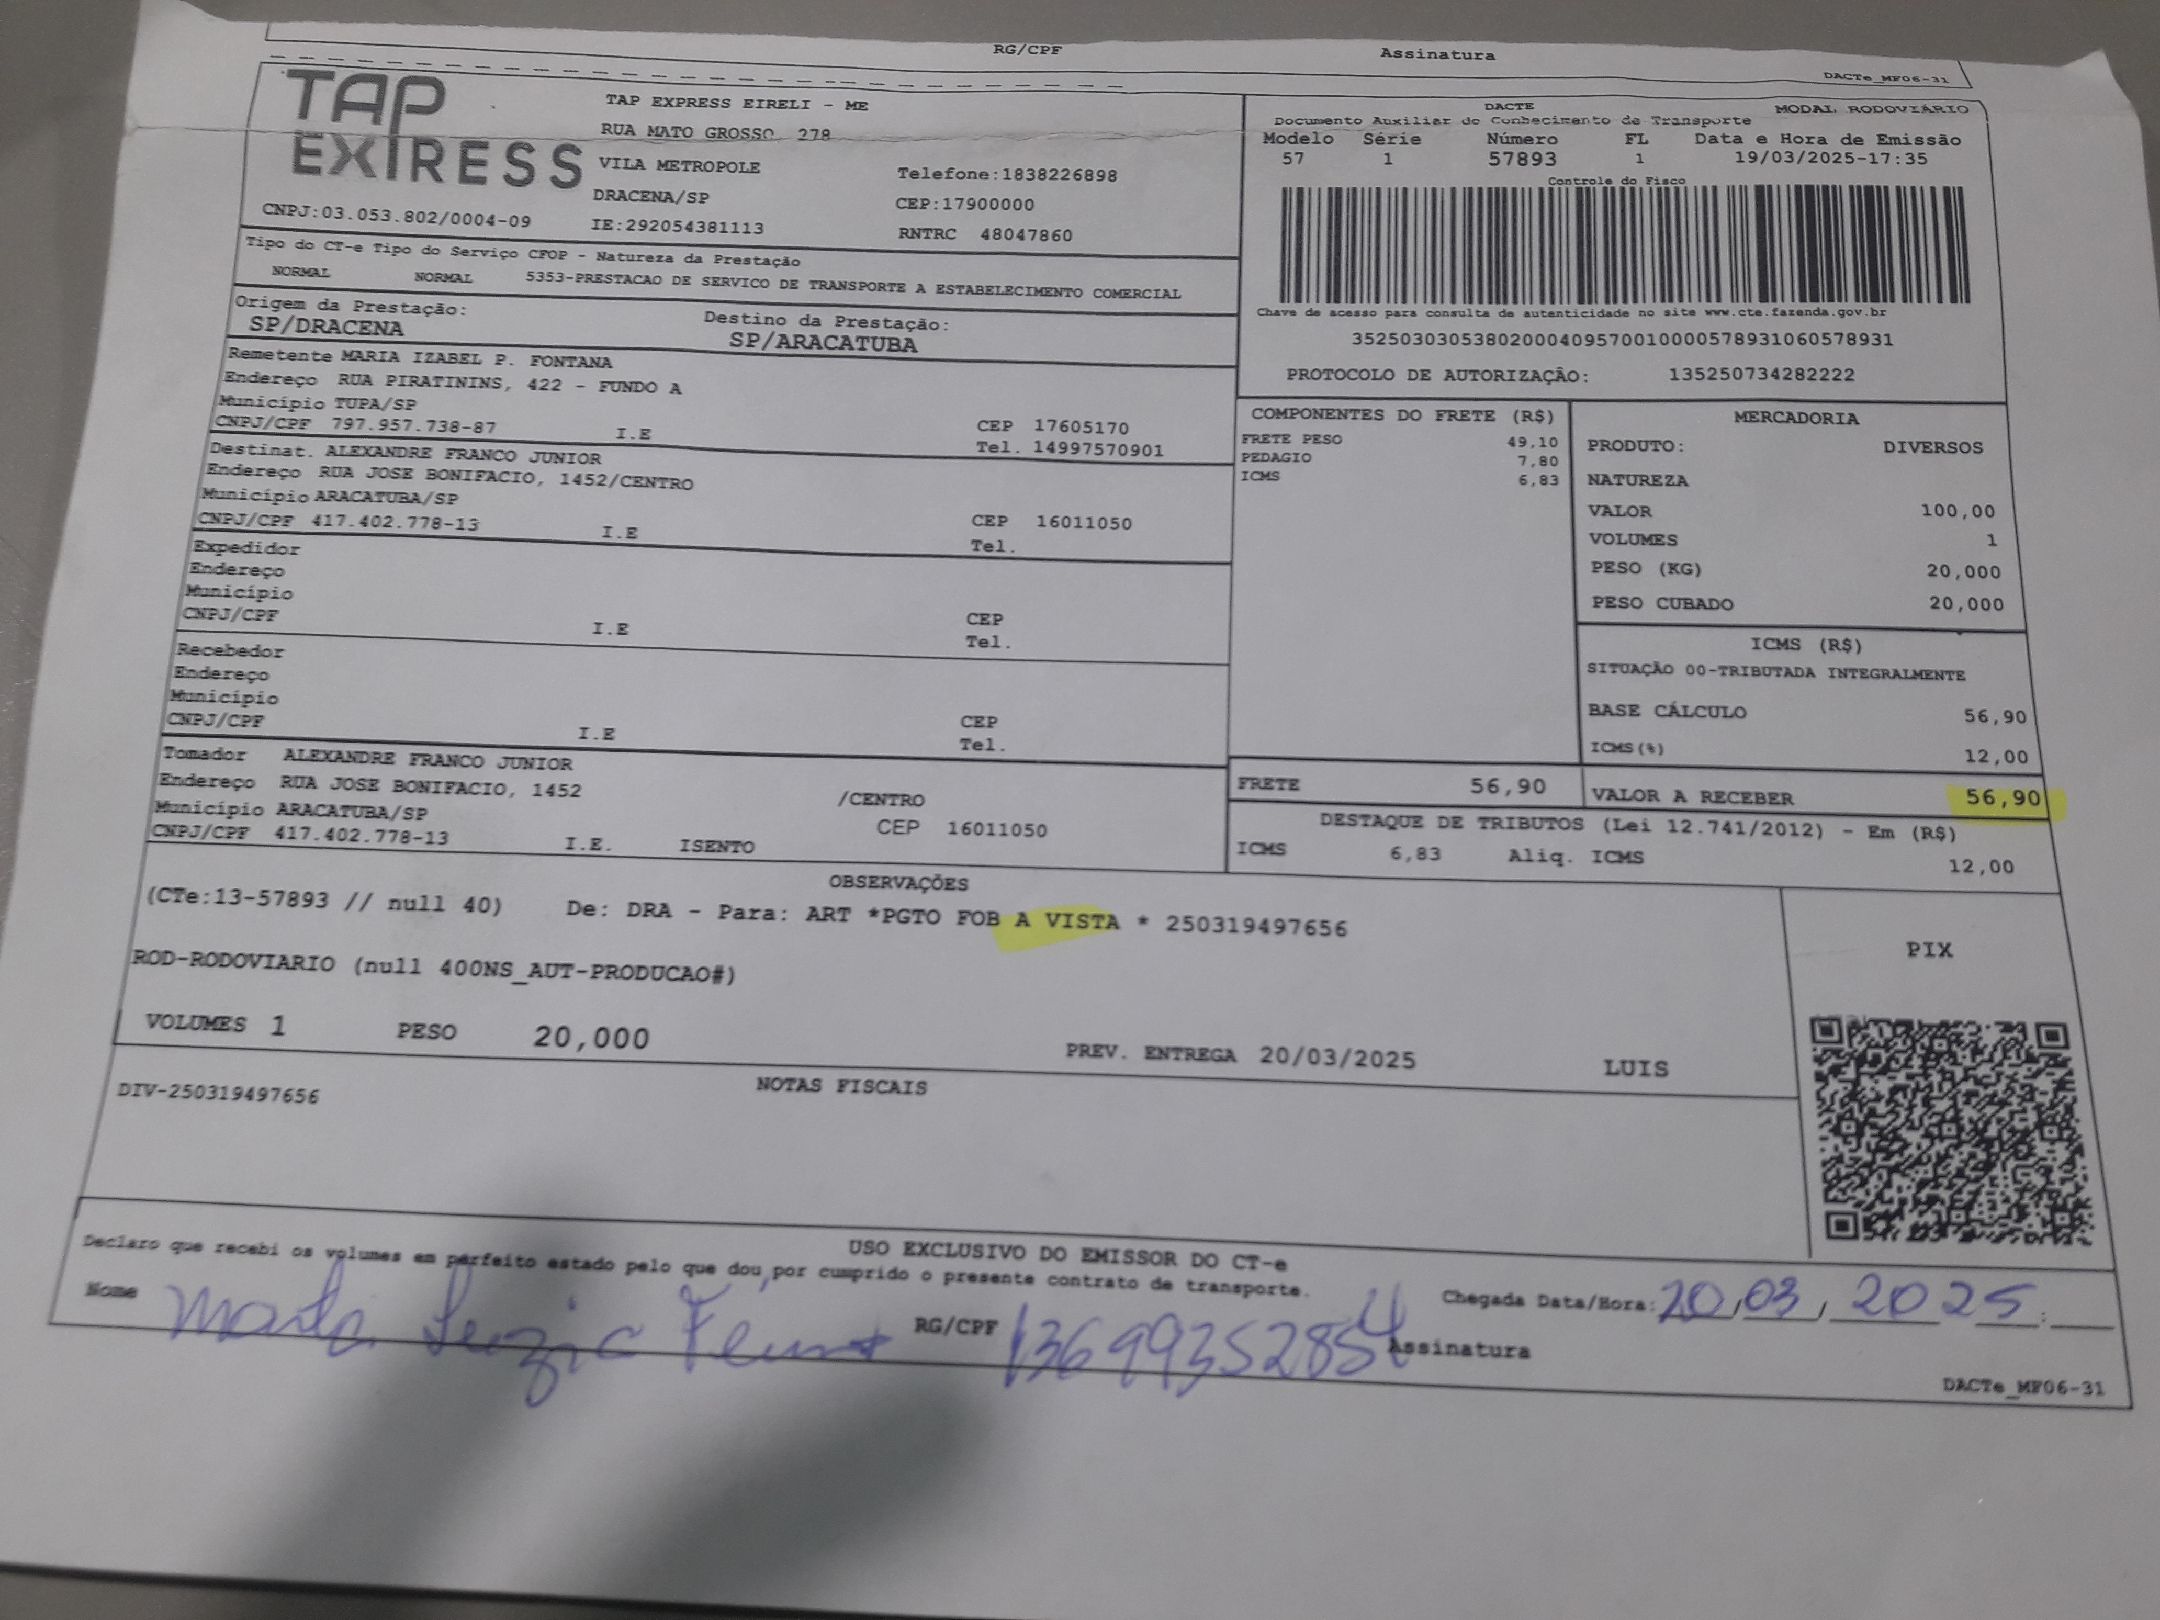 RG/CPF Assinatura
DACTe_MF06-31
TAP
EXIRESS
TAP EXPRESS EIRELI - ME
RUA MATO GROSSO 278
VILA METROPOLE Telefone:1838226898
DRACENA/SP CEP:17900000
CNPJ:03.053.802/0004-09 IE:292054381113 RNTRC 48047860
DACTE MODAL RODOVIÁRIO
Documento Auxiliar do Conhecimento de Transporte
Modelo Série Número FL Data e Hora de Emissão
57 1 57893 1 19/03/2025-17:35
Controle do Fisco
Chave de acesso para consulta de autenticidade no site www.cte.fazenda.gov.br
35250303053802000409570010000578931060578931
PROTOCOLO DE AUTORIZAÇÃO: 135250734282222
Tipo do CT-e Tipo do Serviço CFOP - Natureza da Prestação
NORMAL NORMAL 5353-PRESTACAO DE SERVICO DE TRANSPORTE A ESTABELECIMENTO COMERCIAL
Origem da Prestação: Destino da Prestação:
SP/DRACENA SP/ARACATUBA
Remetente MARIA IZABEL P. FONTANA
Endereço RUA PIRATININS, 422 - FUNDO A
Município TUPA/SP CEP 17605170
CNPJ/CPF 797.957.738-87 I.E Tel. 14997570901
Destinat. ALEXANDRE FRANCO JUNIOR
Endereço RUA JOSE BONIFACIO, 1452/CENTRO
Município ARACATUBA/SP CEP 16011050
CNPJ/CPF 417.402.778-13 I.E Tel.
Expedidor
Endereço
Município CEP
CNPJ/CPF I.E Tel.
Recebedor
Endereço
Município CEP
CNPJ/CPF I.E Tel.
Tomador ALEXANDRE FRANCO JUNIOR
Endereço RUA JOSE BONIFACIO, 1452 /CENTRO
Município ARACATUBA/SP CEP 16011050
CNPJ/CPF 417.402.778-13 I.E. ISENTO
COMPONENTES DO FRETE (R$)
FRETE PESO 49,10
PEDAGIO 7,80
ICMS 6,83
MERCADORIA
PRODUTO: DIVERSOS
NATUREZA
VALOR 100,00
VOLUMES 1
PESO (KG) 20,000
PESO CUBADO 20,000
ICMS (R$)
SITUAÇÃO 00-TRIBUTADA INTEGRALMENTE
BASE CÁLCULO 56,90
ICMS(%) 12,00
FRETE 56,90 VALOR A RECEBER 56,90
DESTAQUE DE TRIBUTOS (Lei 12.741/2012) - Em (R$)
ICMS 6,83 Aliq. ICMS 12,00
OBSERVAÇÕES
(CTe:13-57893 // null 40) De: DRA - Para: ART *PGTO FOB A VISTA * 250319497656
ROD-RODOVIARIO (null 400NS_AUT-PRODUCAO#)
VOLUMES 1 PESO 20,000 PREV. ENTREGA 20/03/2025 LUIS
PIX
NOTAS FISCAIS
DIV-250319497656
USO EXCLUSIVO DO EMISSOR DO CT-e
Declaro que recebi os volumes em perfeito estado pelo que dou por cumprido o presente contrato de transporte.
Chegada Data/Hora: 20/03/2025 :
Nome RG/CPF Assinatura
DACTe_MF06-31